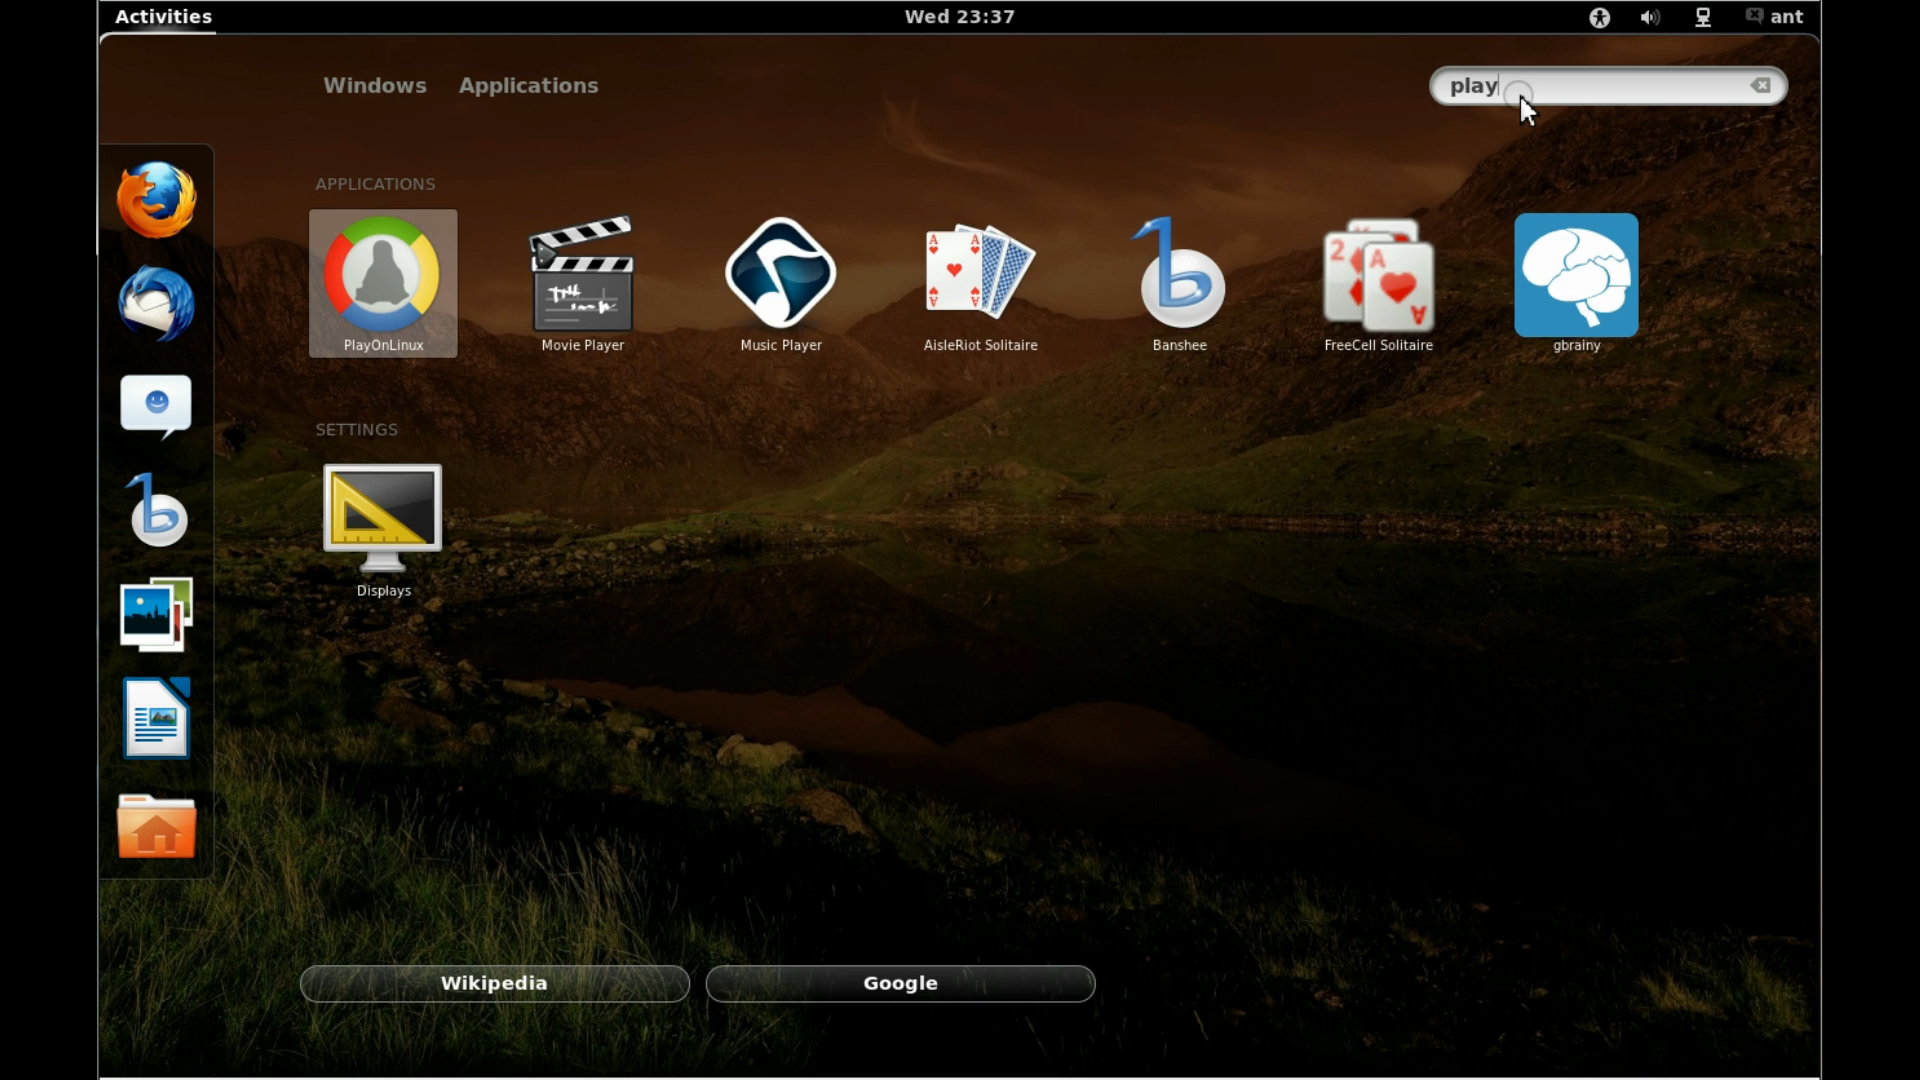 Activities
Wed 23:37
ant
Windows
Applications
play
APPLICATIONS
PlayOnLinux
Movie Player
Music Player
AisleRiot Solitaire
Banshee
FreeCell Solitaire
gbrainy
SETTINGS
Displays
Wikipedia
Google